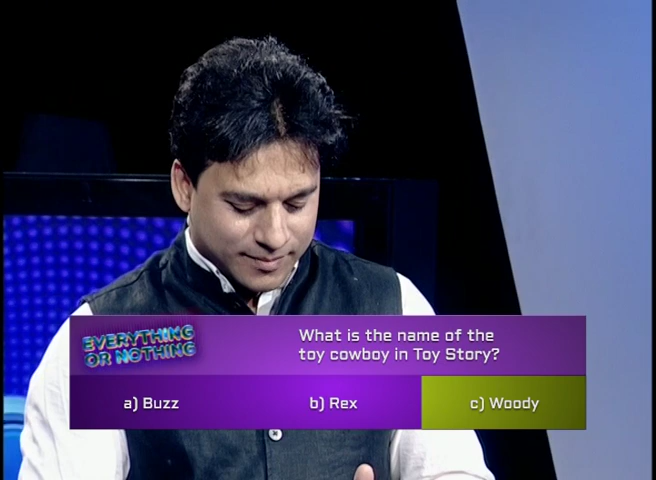 EVERYTHING
OR NOTHING
What is the name of the
toy cowboy in Toy Story?
a) Buzz
b) Rex
c) Woody